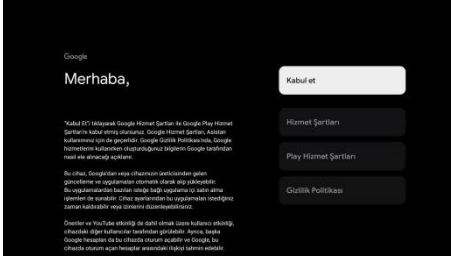 Google
Merhaba,
"Kabul Et"i tıklayarak Google Hizmet Şartları ile Google Play Hizmet
Şartları'nı kabul etmiş olursunuz. Google Hizmet Şartları, Asistan
kullanımınız için de geçerlidir. Google Gizlilik Politikası'nda, Google
hizmetlerini kullanırken oluşturduğunuz bilgilerin Google tarafından
nasıl ele alınacağı açıklanır.
Bu cihaz, Google'dan veya cihazınızın üreticisinden gelen
güncelleme ve uygulamaları otomatik olarak alıp yükleyebilir.
Bu uygulamalardan bazıları isteğe bağlı uygulama içi satın alma
işlemleri de sunabilir. Cihaz ayarlarından bu uygulamaları istediğiniz
zaman kaldırabilir veya izinlerini düzenleyebilirsiniz.
Öneriler ve YouTube etkinliği de dahil olmak üzere kullanıcı etkinliği,
cihazdaki diğer kullanıcılar tarafından görülebilir. Ayrıca, başka
Google hesapları da bu cihazda oturum açabilir ve Google, bu
cihazda oturum açan hesaplar arasındaki ilişkiyi tahmin edebilir.
Kabul et
Hizmet Şartları
Play Hizmet Şartları
Gizlilik Politikası